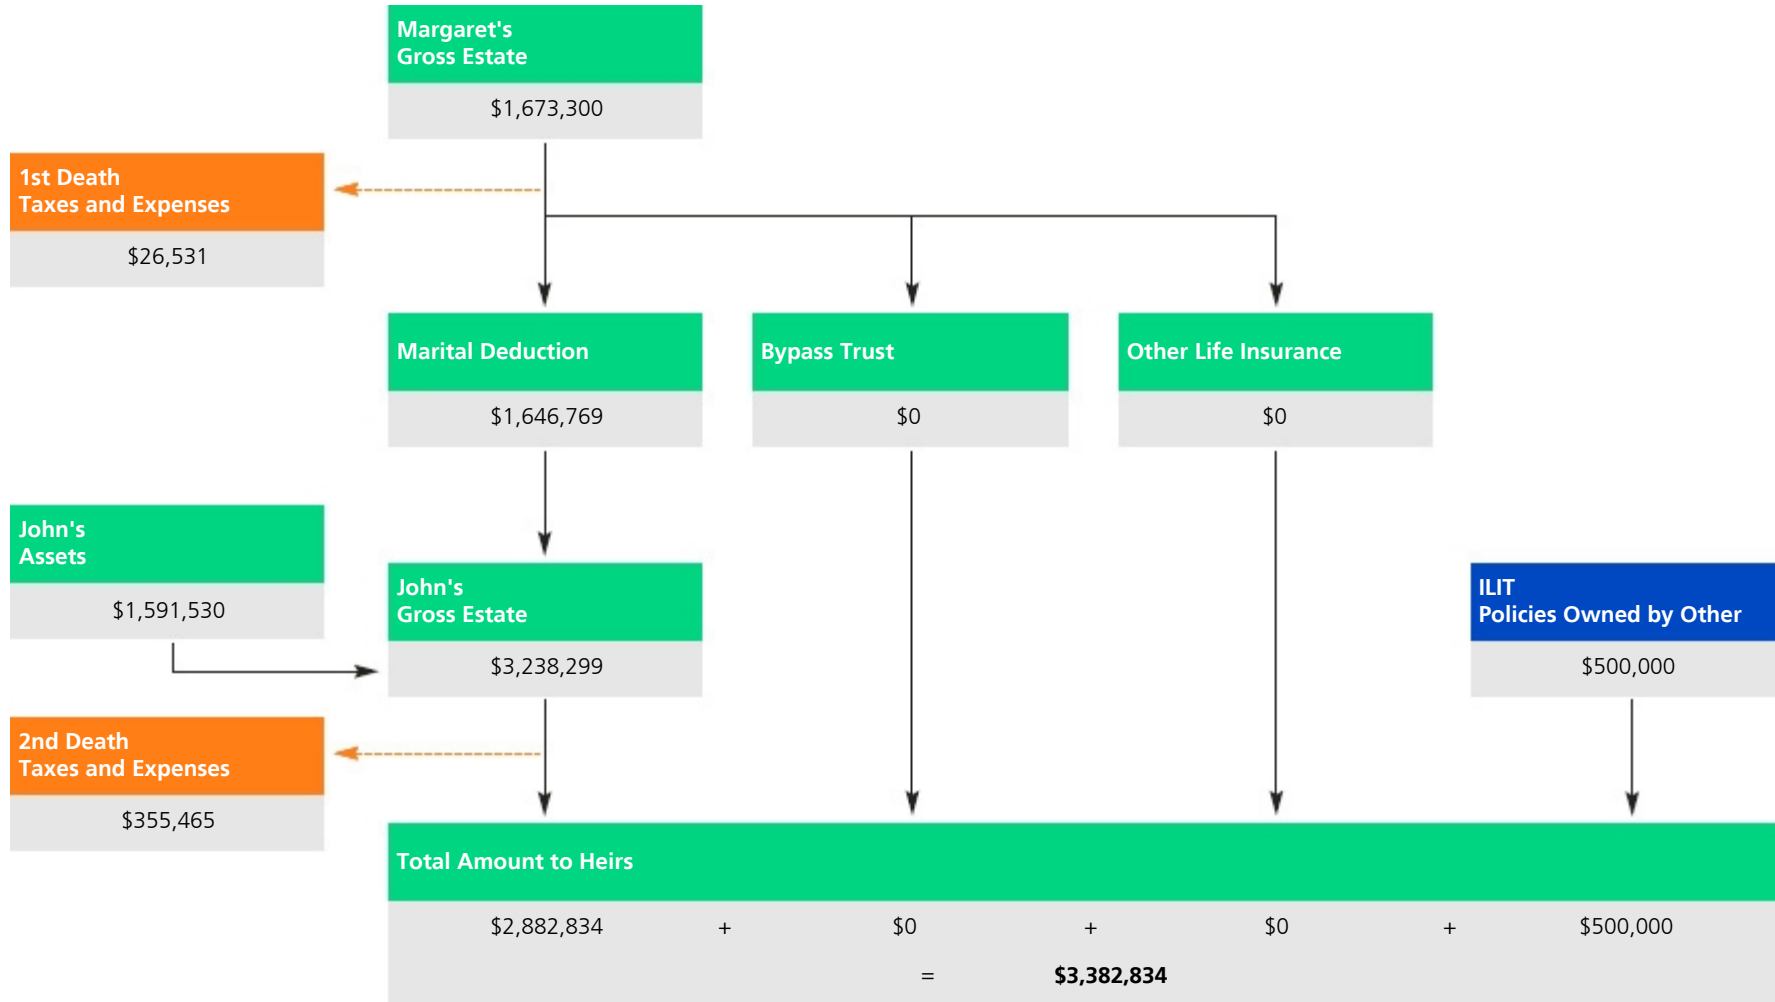 Margaret's
Gross Estate
$1,673,300
1st Death
Taxes and Expenses
$26,531
Marital Deduction
$1,646,769
Bypass Trust
$0
Other Life Insurance
$0
John's
Assets
$1,591,530
John's
Gross Estate
$3,238,299
ILIT
Policies Owned by Other
$500,000
2nd Death
Taxes and Expenses
$355,465
Total Amount to Heirs
$2,882,834 + $0 + $0 + $500,000
= $3,382,834